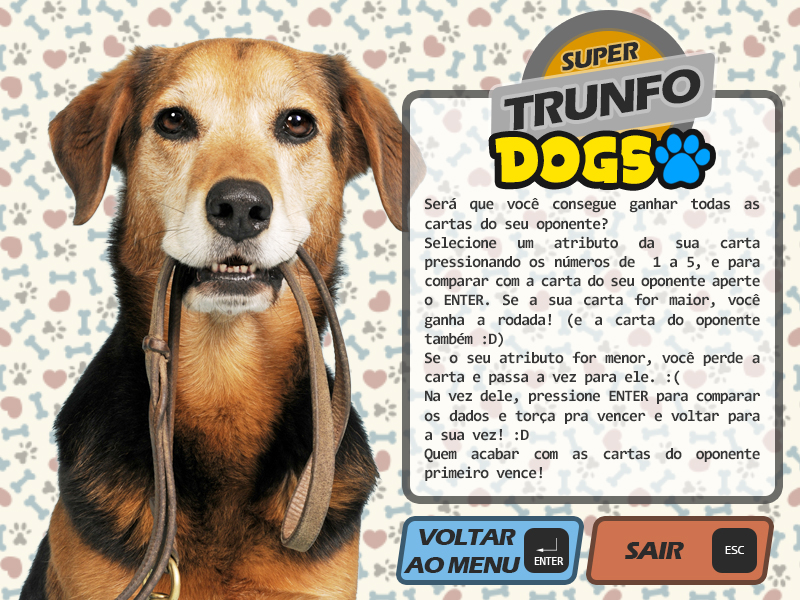 SUPER
TRUNFO
DOGS
Será que você consegue ganhar todas as
cartas do seu oponente?
Selecione um atributo da sua carta
pressionando os números de 1 a 5, e para
comparar com a carta do seu oponente aperte
o ENTER. Se a sua carta for maior, você
ganha a rodada! (e a carta do oponente
também :D)
Se o seu atributo for menor, você perde a
carta e passa a vez para ele. :(
Na vez dele, pressione ENTER para comparar
os dados e torça pra vencer e voltar para
a sua vez! :D
Quem acabar com as cartas do oponente
primeiro vence!
VOLTAR
AO MENU
ENTER
SAIR
ESC